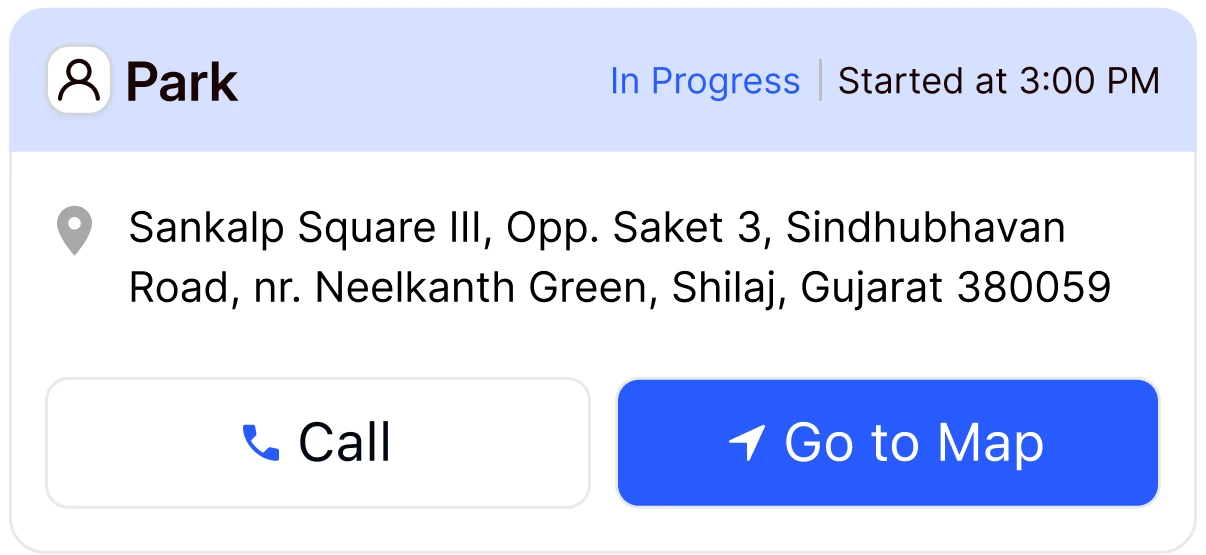 Park
In Progress | Started at 3:00 PM
Sankalp Square III, Opp. Saket 3, Sindhubhavan
Road, nr. Neelkanth Green, Shilaj, Gujarat 380059
Call
Go to Map